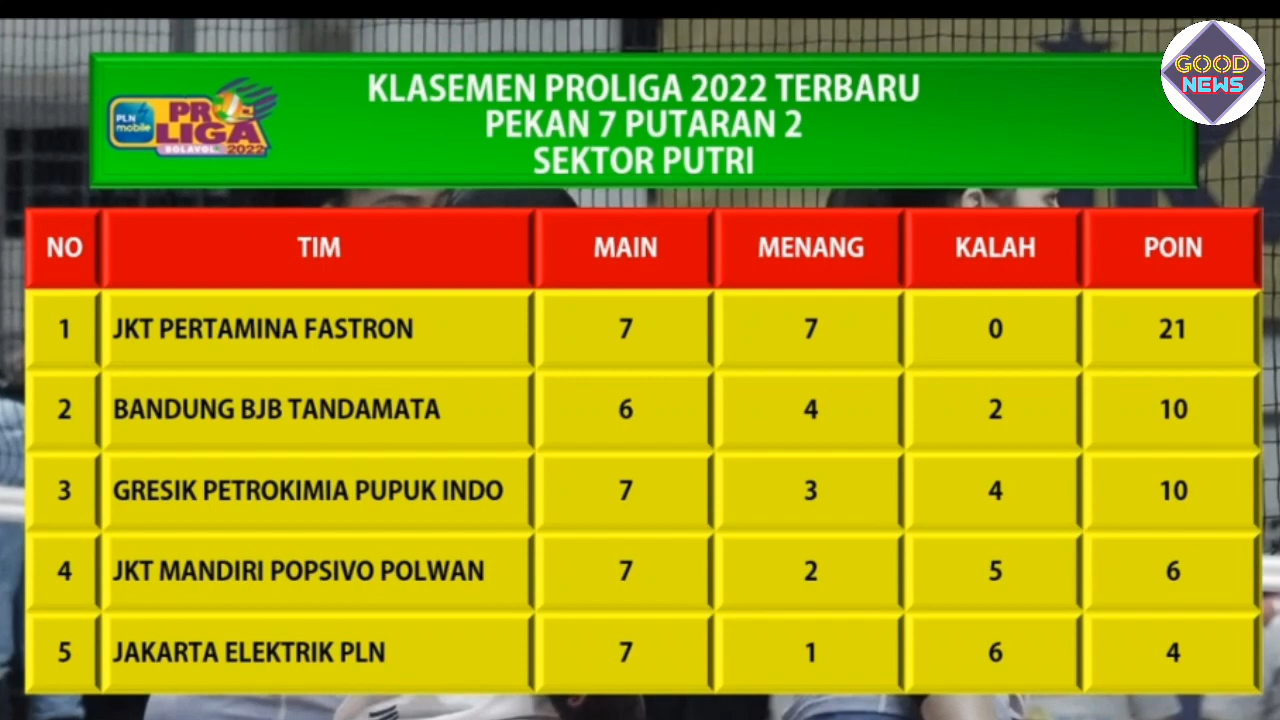 GOOD
NEWS
PLN
mobile
PRO
LIGA
BOLAVOLI
2022
KLASEMEN PROLIGA 2022 TERBARU
PEKAN 7 PUTARAN 2
SEKTOR PUTRI
NO TIM MAIN MENANG KALAH POIN
1 JKT PERTAMINA FASTRON 7 7 0 21
2 BANDUNG BJB TANDAMATA 6 4 2 10
3 GRESIK PETROKIMIA PUPUK INDO 7 3 4 10
4 JKT MANDIRI POPSIVO POLWAN 7 2 5 6
5 JAKARTA ELEKTRIK PLN 7 1 6 4